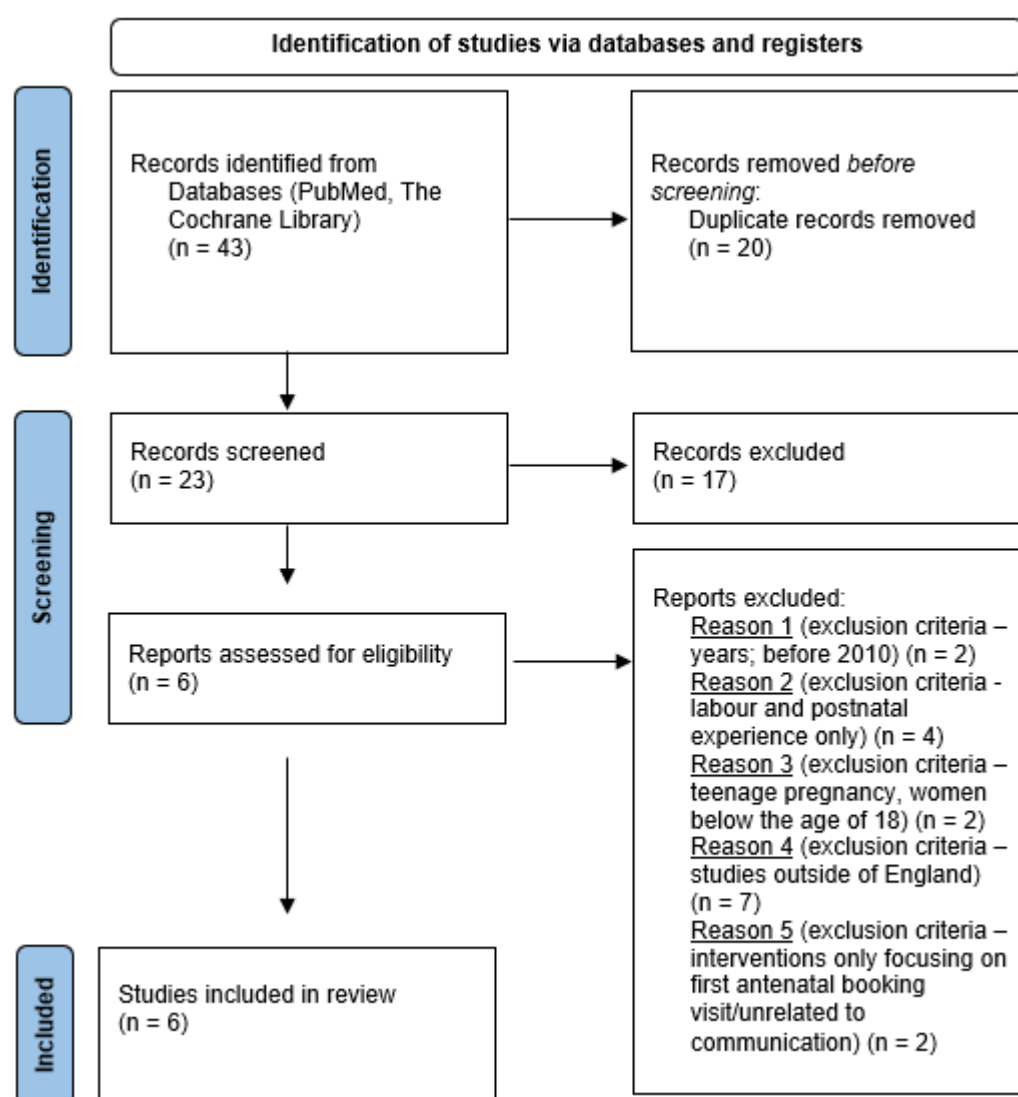 Identification of studies via databases and registers
Identification
Records identified from
Databases (PubMed, The
Cochrane Library)
(n = 43)
Records removed before
screening:
Duplicate records removed
(n = 20)
Screening
Records screened
(n = 23)
Records excluded
(n = 17)
Reports assessed for eligibility
(n = 6)
Reports excluded:
Reason 1 (exclusion criteria –
years; before 2010) (n = 2)
Reason 2 (exclusion criteria -
labour and postnatal
experience only) (n = 4)
Reason 3 (exclusion criteria –
teenage pregnancy, women
below the age of 18) (n = 2)
Reason 4 (exclusion criteria –
studies outside of England)
(n = 7)
Reason 5 (exclusion criteria –
interventions only focusing on
first antenatal booking
visit/unrelated to
communication) (n = 2)
Included
Studies included in review
(n = 6)